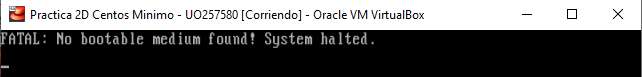 Practica 2D Centos Minimo - UO257580 [Corriendo] - Oracle VM VirtualBox
FATAL: No bootable medium found! System halted.